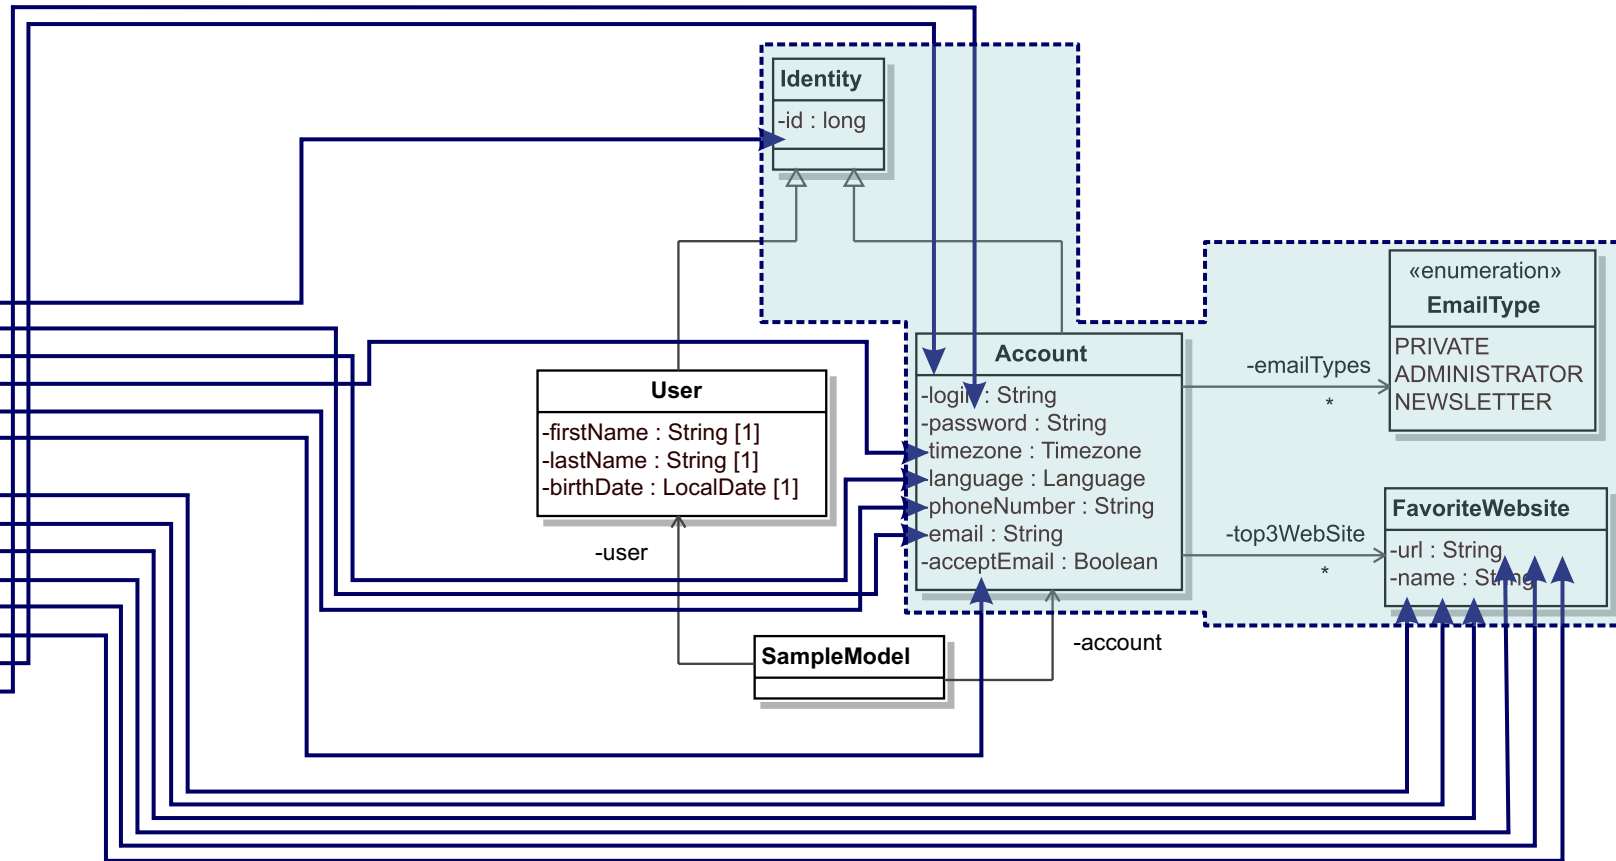 Identity
-id : long
«enumeration»
EmailType
PRIVATE
ADMINISTRATOR
NEWSLETTER
Account
-login : String
-password : String
timezone : Timezone
language : Language
phoneNumber : String
email : String
-acceptEmail : Boolean
-emailTypes
*
User
-firstName : String [1]
-lastName : String [1]
-birthDate : LocalDate [1]
FavoriteWebsite
-url : String
-name : String
-top3WebSite
*
-user
SampleModel
-account